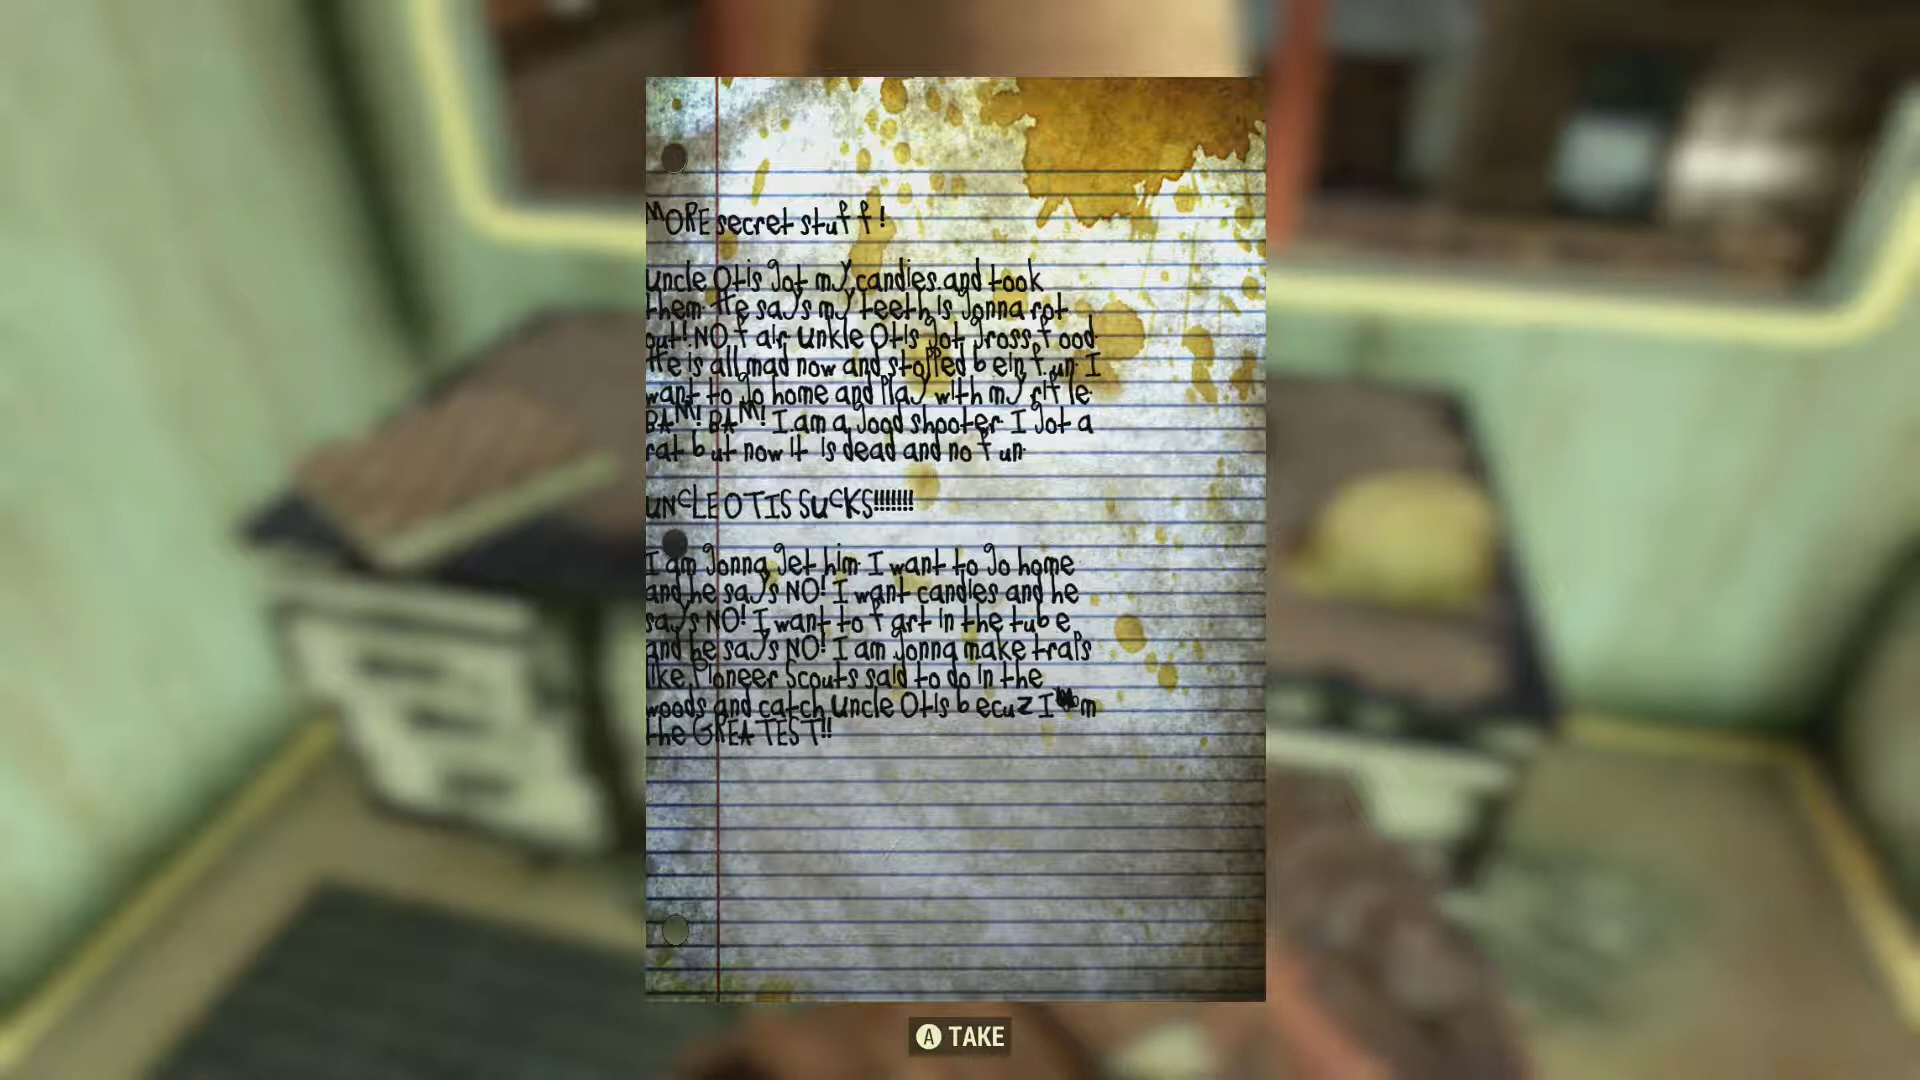 MORE secret stuff!
Uncle Otis got my candies and took
them. He says my teeth is gonna rot
out! NO fair. Unkle Otis got gross food.
He is all mad now and stopped bein fun. I
want to go home and play with my rifle.
BAM! BAM! I am a good shooter. I got a
rat but now it is dead and no fun.
UNCLE OTIS SUCKS!!!!!!!
I am gonna get him. I want to go home
and he says NO! I want candies and he
says NO! I want to fart in the tube
and he says NO! I am gonna make traps
like Pioneer Scouts said to do in the
woods and catch Uncle Otis becuz I m
the GREATEST!!
A TAKE